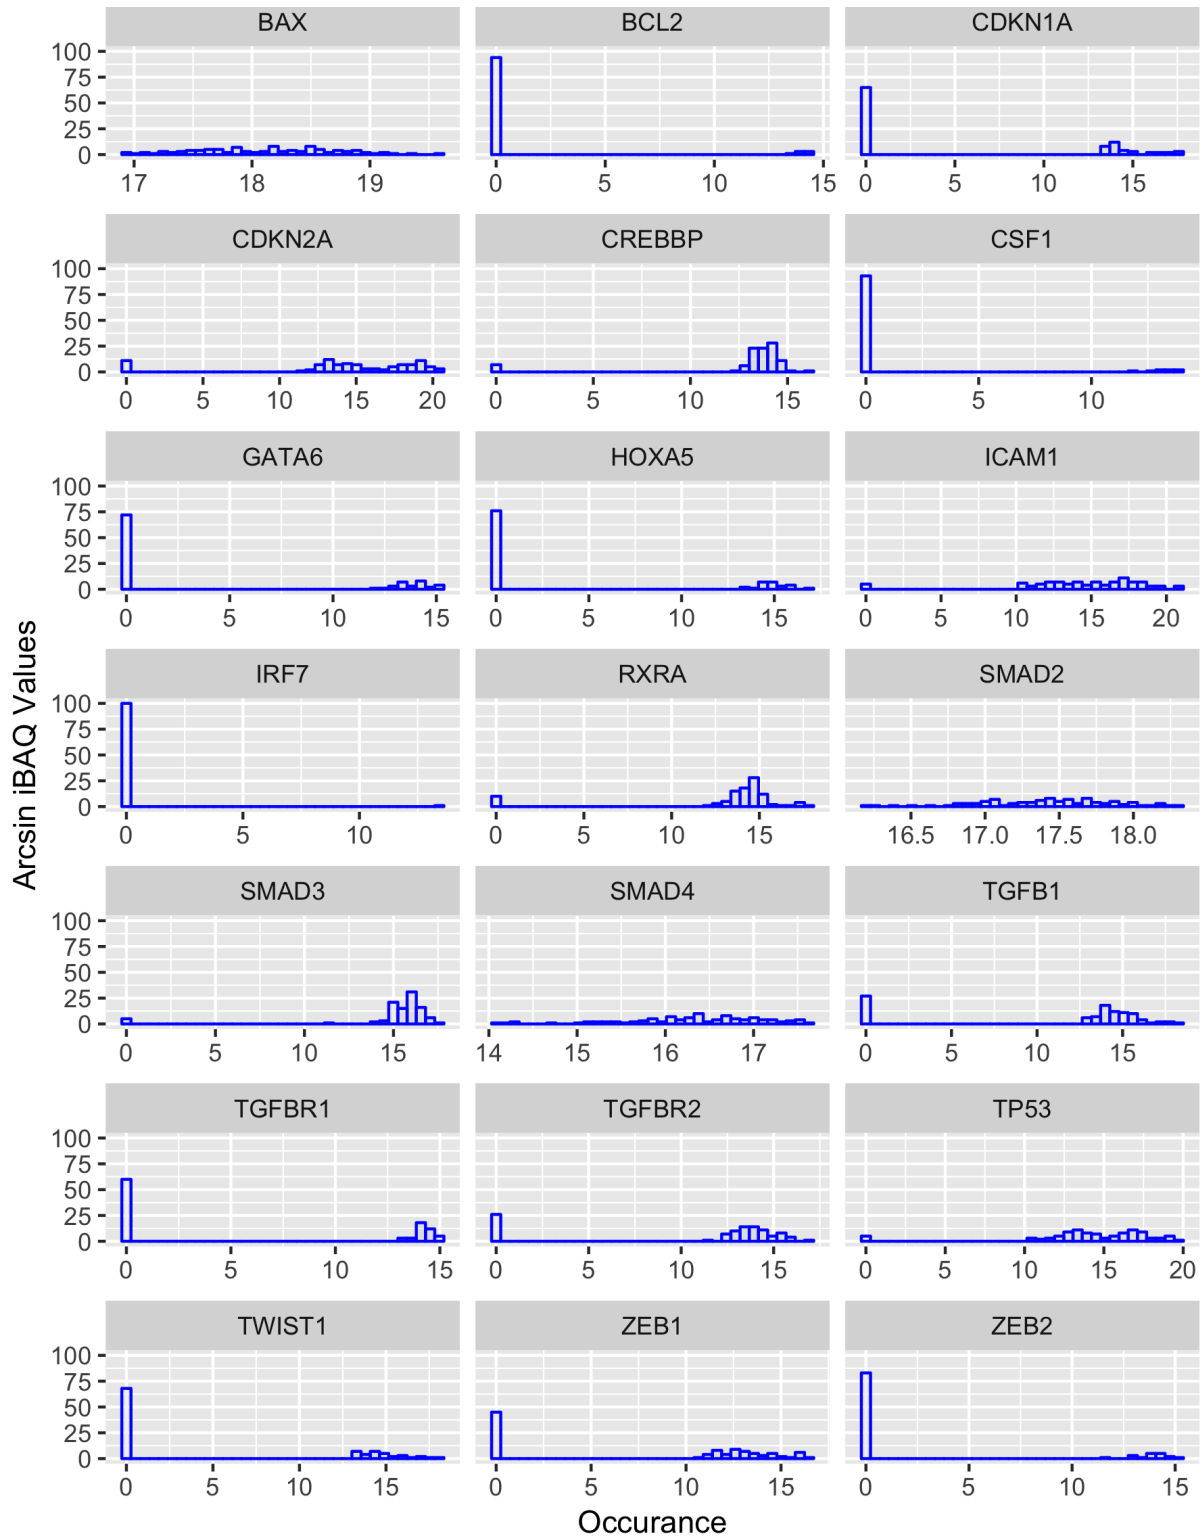 BAX BCL2 CDKN1A
100
75
50
25
0
17 18 19 0 5 10 15 0 5 10 15
CDKN2A CREBBP CSF1
100
75
50
25
0
0 5 10 15 20 0 5 10 15 0 5 10
GATA6 HOXA5 ICAM1
100
75
50
25
0
0 5 10 15 0 5 10 15 0 5 10 15 20
IRF7 RXRA SMAD2
100
75
50
25
0
0 5 10 0 5 10 15 16.5 17.0 17.5 18.0
SMAD3 SMAD4 TGFB1
100
75
50
25
0
0 5 10 15 14 15 16 17 0 5 10 15
TGFBR1 TGFBR2 TP53
100
75
50
25
0
0 5 10 15 0 5 10 15 0 5 10 15 20
TWIST1 ZEB1 ZEB2
100
75
50
25
0
0 5 10 15 0 5 10 15 0 5 10 15
Arcsin iBAQ Values
Occurance